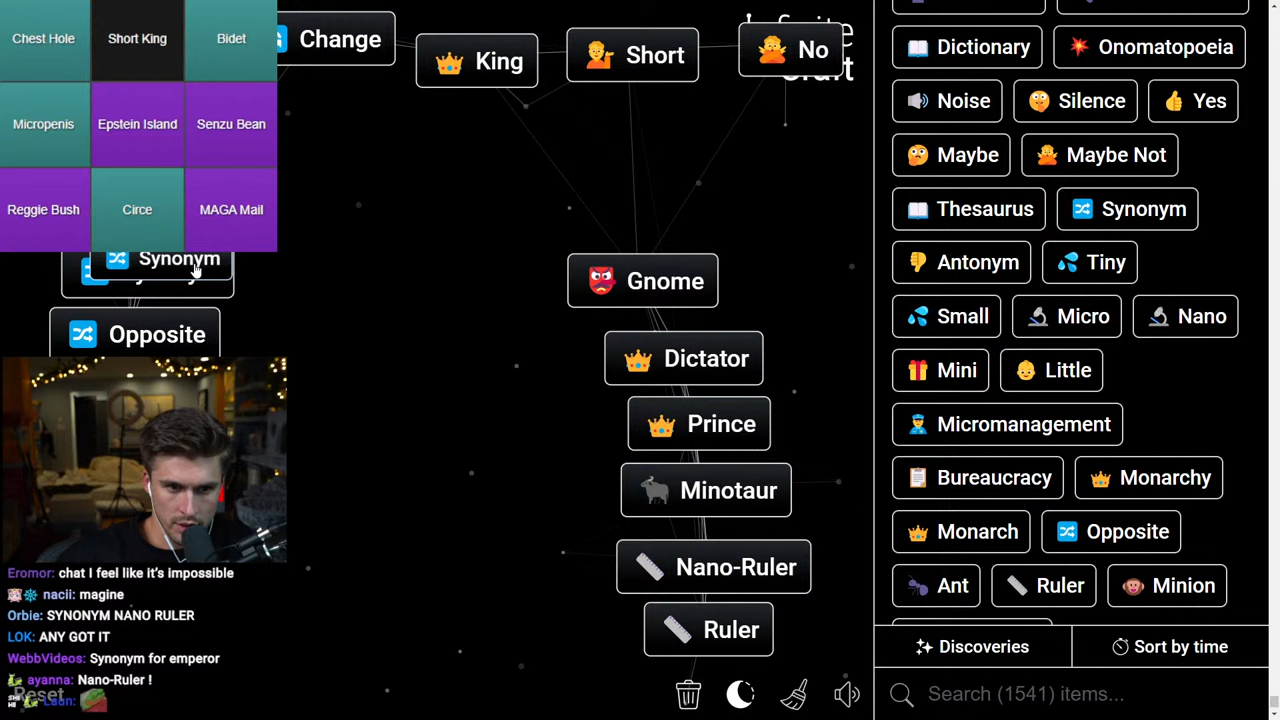 Chest Hole
Short King
Bidet
Micropenis
Epstein Island
Senzu Bean
Reggie Bush
Circe
MAGA Mail
Change
King
Short
No
Craft
Synonym
Opposite
Gnome
Dictator
Prince
Minotaur
Nano-Ruler
Ruler
Dictionary
Onomatopoeia
Noise
Silence
Yes
Maybe
Maybe Not
Thesaurus
Synonym
Antonym
Tiny
Small
Micro
Nano
Mini
Little
Micromanagement
Bureaucracy
Monarchy
Monarch
Opposite
Ant
Ruler
Minion
Discoveries
Sort by time
Search (1541) items...
Eromor: chat I feel like it's impossible
nacii: magine
Orbie: SYNONYM NANO RULER
LOK: ANY GOT IT
WebbVideos: Synonym for emperor
ayanna: Nano-Ruler !
Reset